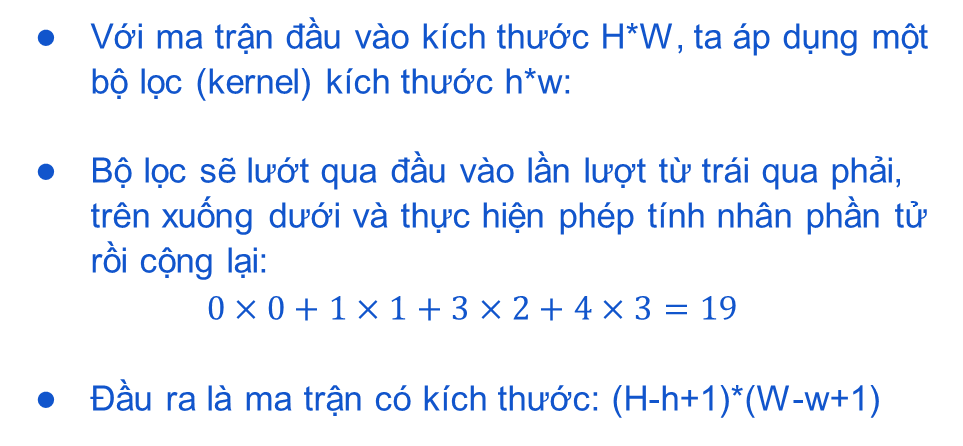 ● Với ma trận đầu vào kích thước H*W, ta áp dụng một
bộ lọc (kernel) kích thước h*w:
● Bộ lọc sẽ lướt qua đầu vào lần lượt từ trái qua phải,
trên xuống dưới và thực hiện phép tính nhân phần tử
rồi cộng lại:
0 × 0 + 1 × 1 + 3 × 2 + 4 × 3 = 19
● Đầu ra là ma trận có kích thước: (H-h+1)*(W-w+1)